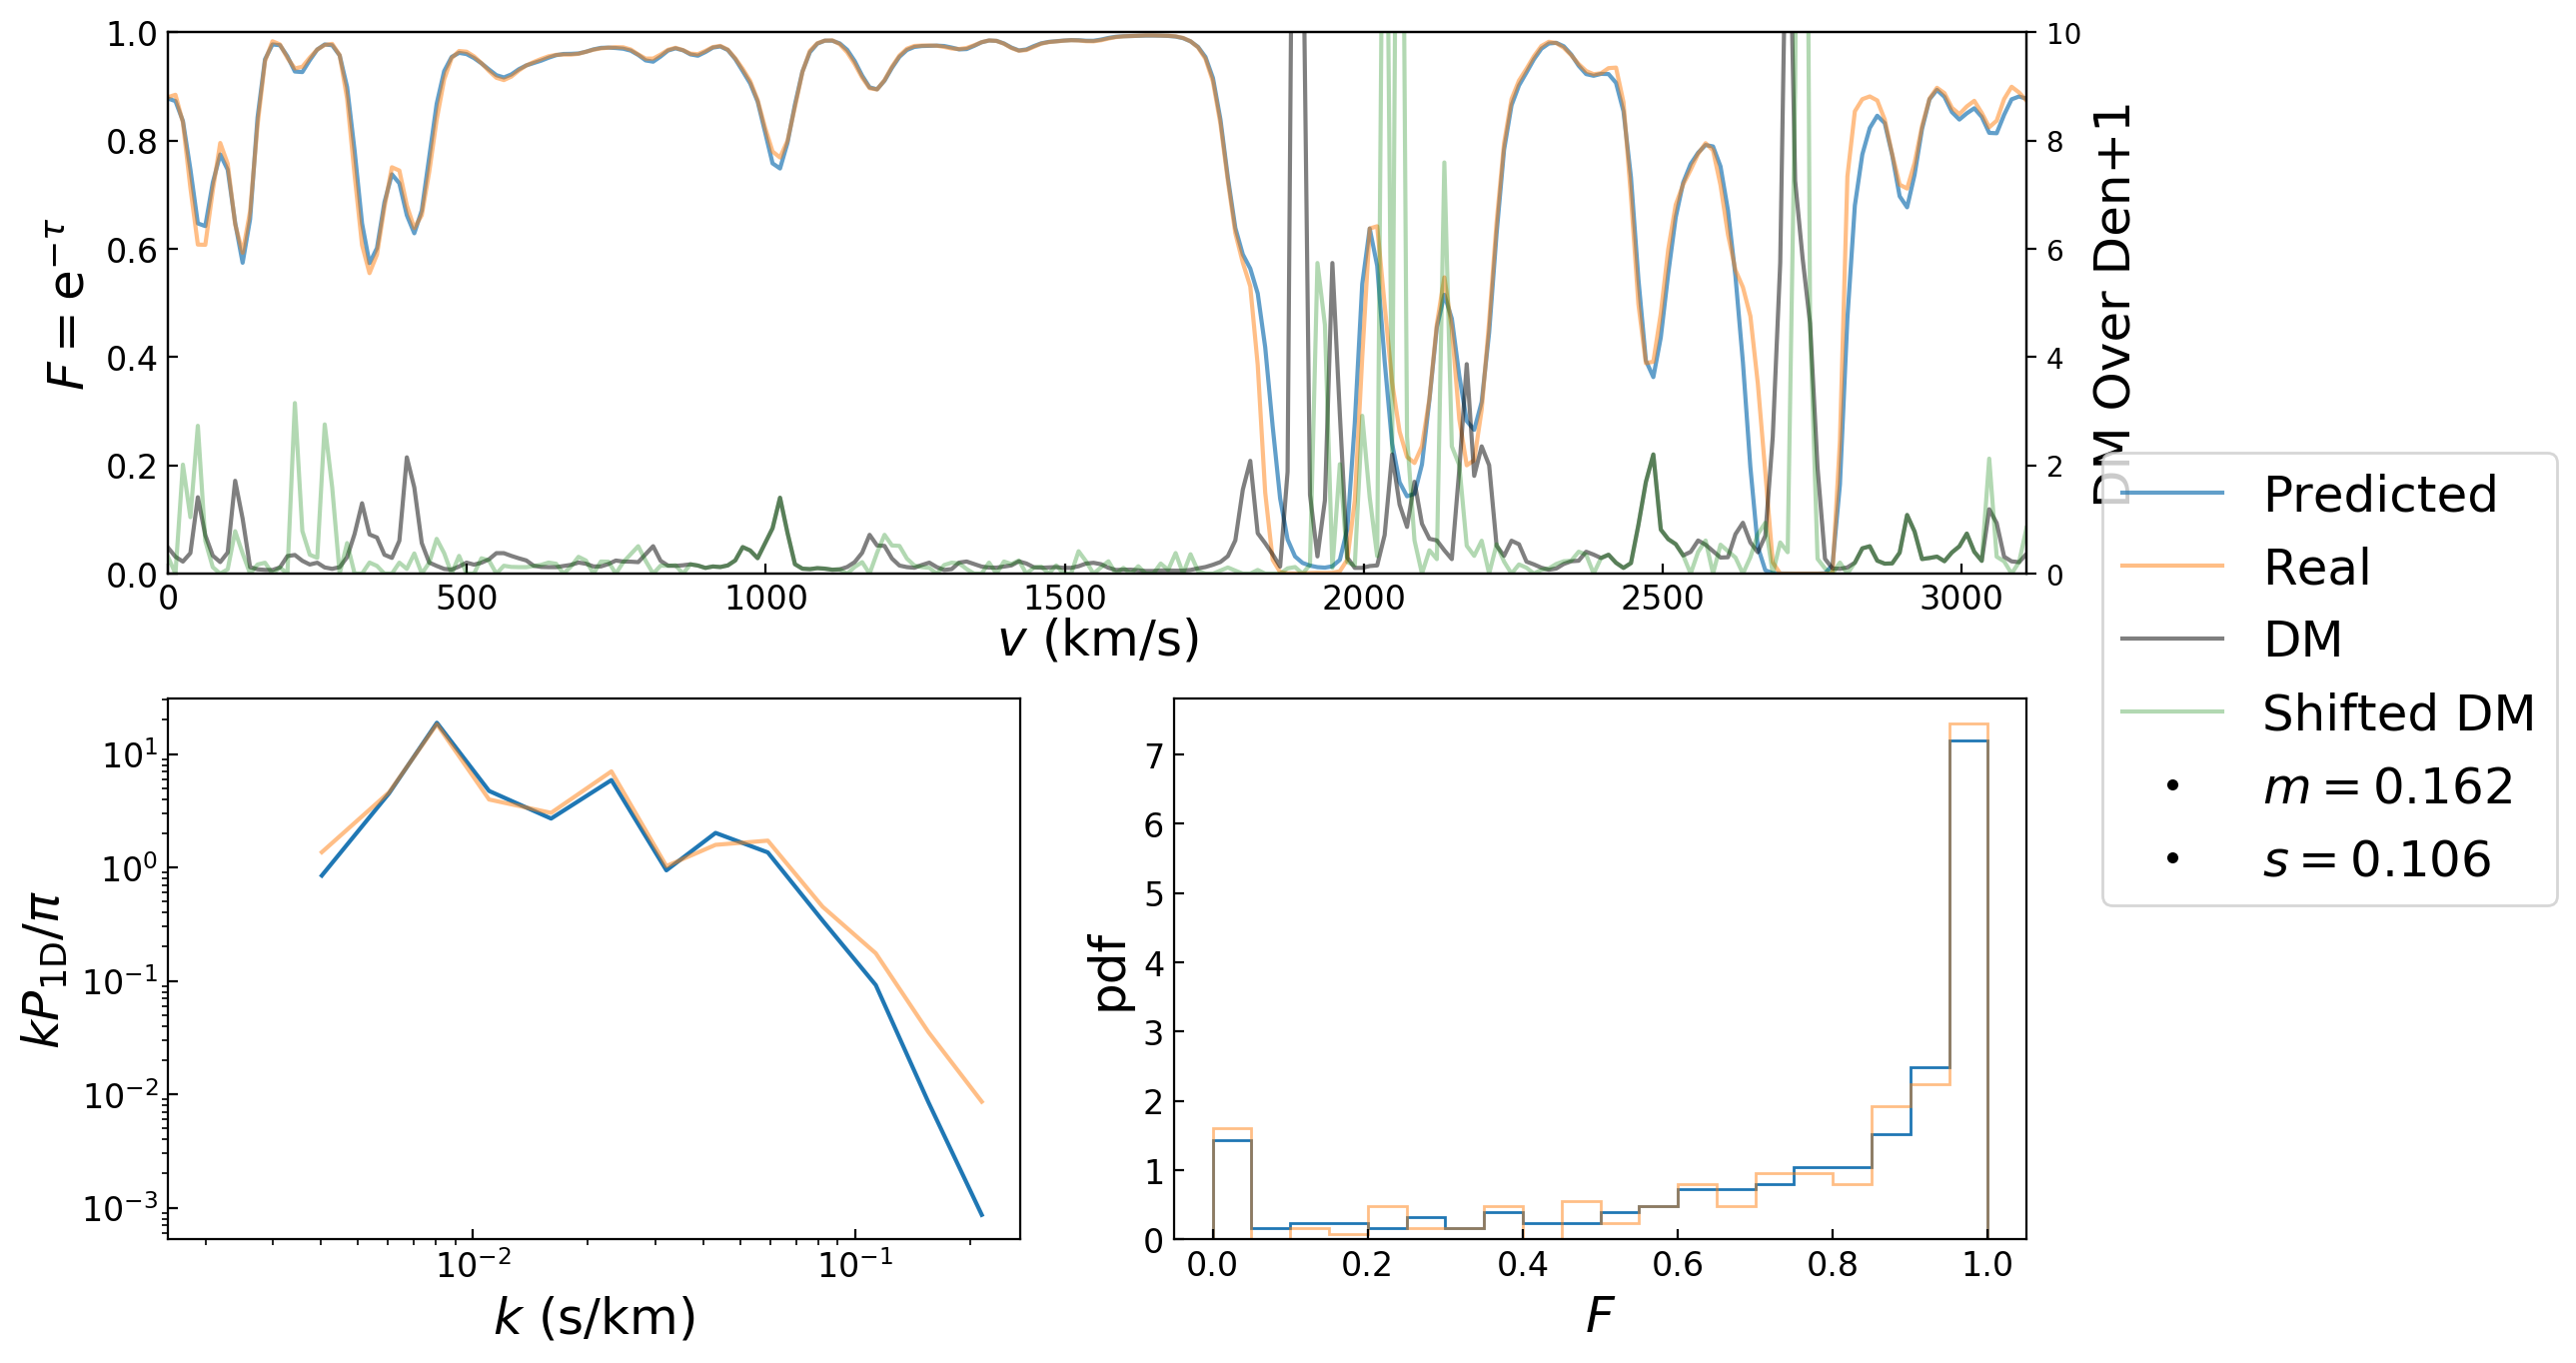 1.0
0.8
0.6
0.4
0.2
0.0
F = e^{−τ}
0 500 1000 1500 2000 2500 3000
v (km/s)
10
8
6
4
2
0
DM Over Den+1
Predicted
Real
DM
Shifted DM
m = 0.162
s = 0.106
10^1
10^0
10^{−1}
10^{−2}
10^{−3}
kP_{1D}/π
10^{−2} 10^{−1}
k (s/km)
7
6
5
4
3
2
1
0
pdf
0.0 0.2 0.4 0.6 0.8 1.0
F